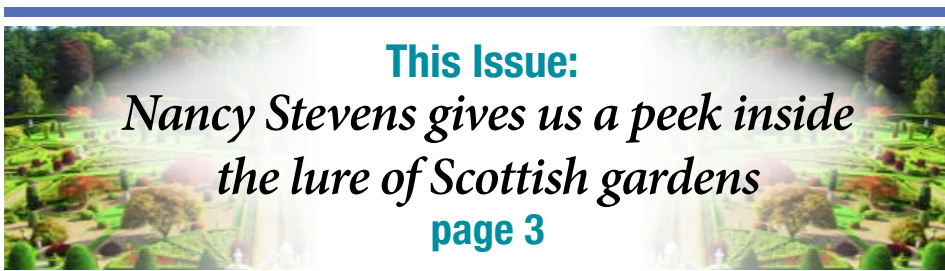 This Issue:
Nancy Stevens gives us a peek inside
the lure of Scottish gardens
page 3